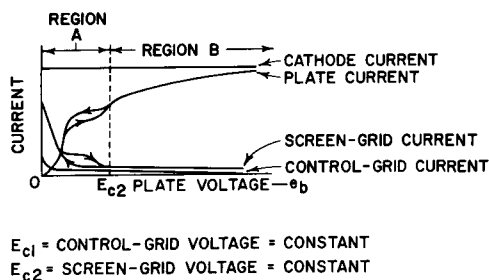 REGION
A
REGION B
CATHODE CURRENT
PLATE CURRENT
CURRENT
SCREEN-GRID CURRENT
CONTROL-GRID CURRENT
O
Ec2 PLATE VOLTAGE—eb
Ec1 = CONTROL-GRID VOLTAGE = CONSTANT
Ec2 = SCREEN-GRID VOLTAGE = CONSTANT